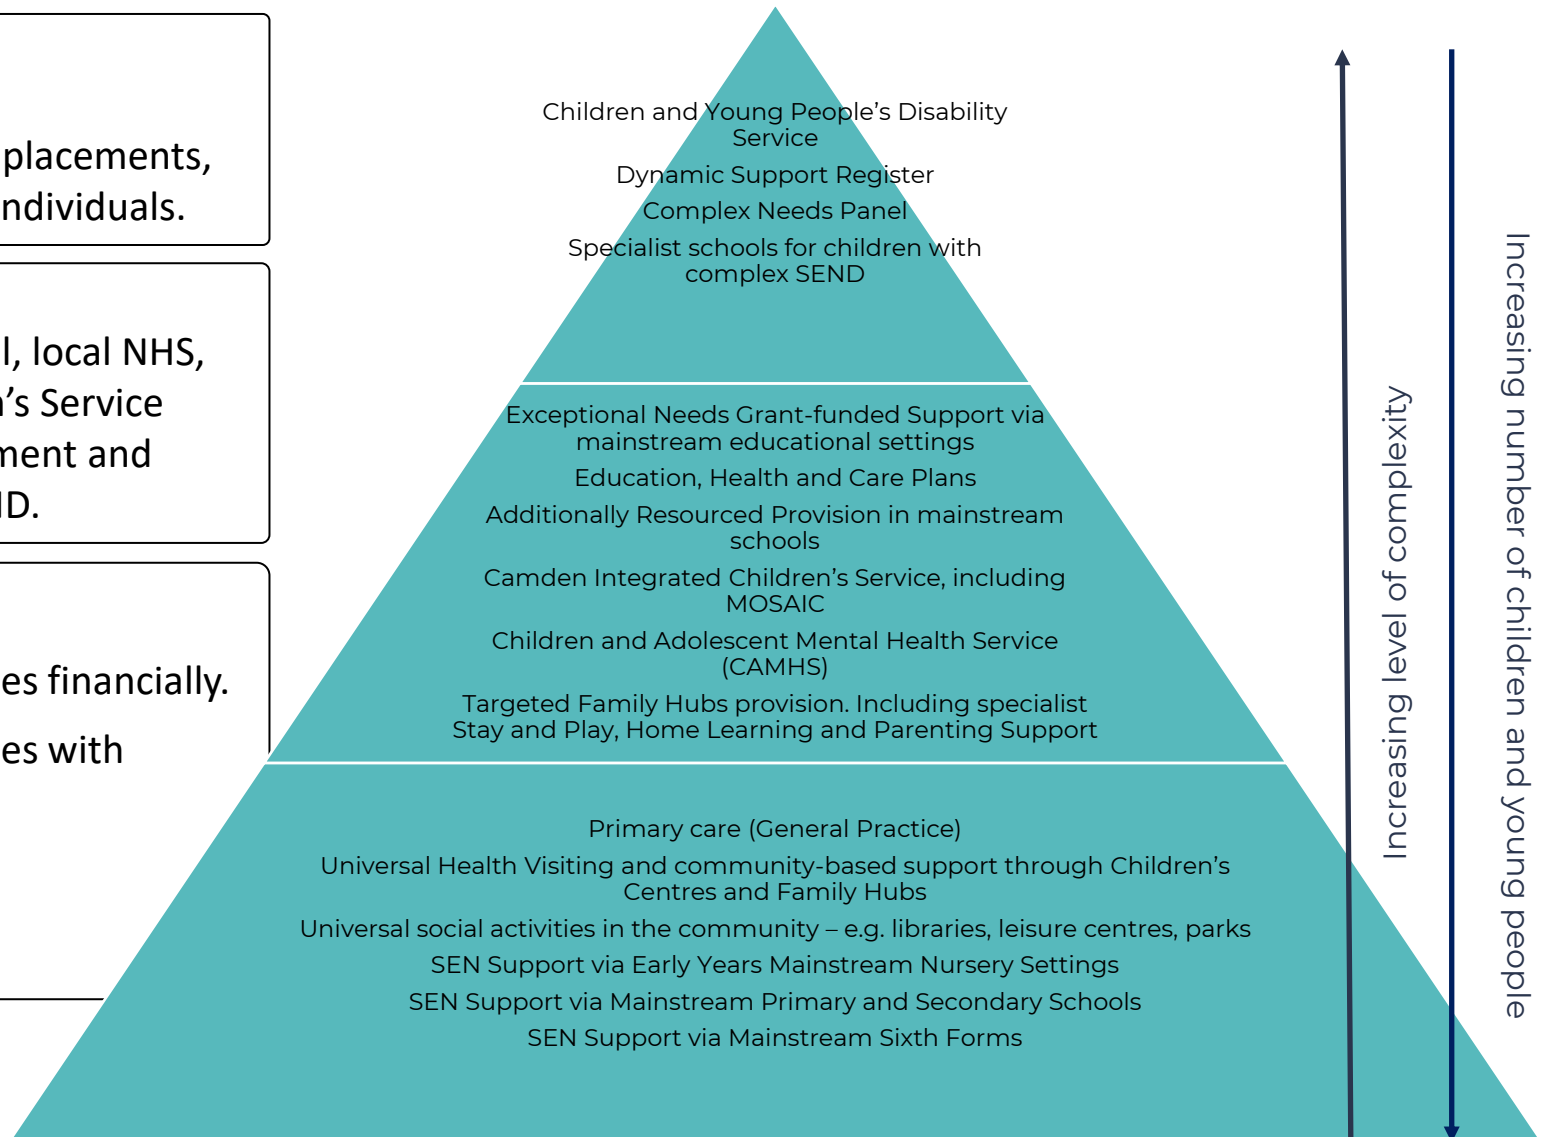 placements,
individuals.
l, local NHS,
n's Service
ment and
ND.
es financially.
es with
Children and Young People's Disability
Service
Dynamic Support Register
Complex Needs Panel
Specialist schools for children with
complex SEND
Exceptional Needs Grant-funded Support via
mainstream educational settings
Education, Health and Care Plans
Additionally Resourced Provision in mainstream
schools
Camden Integrated Children's Service, including
MOSAIC
Children and Adolescent Mental Health Service
(CAMHS)
Targeted Family Hubs provision. Including specialist
Stay and Play, Home Learning and Parenting Support
Primary care (General Practice)
Universal Health Visiting and community-based support through Children's
Centres and Family Hubs
Universal social activities in the community – e.g. libraries, leisure centres, parks
SEN Support via Early Years Mainstream Nursery Settings
SEN Support via Mainstream Primary and Secondary Schools
SEN Support via Mainstream Sixth Forms
Increasing level of complexity
Increasing number of children and young people